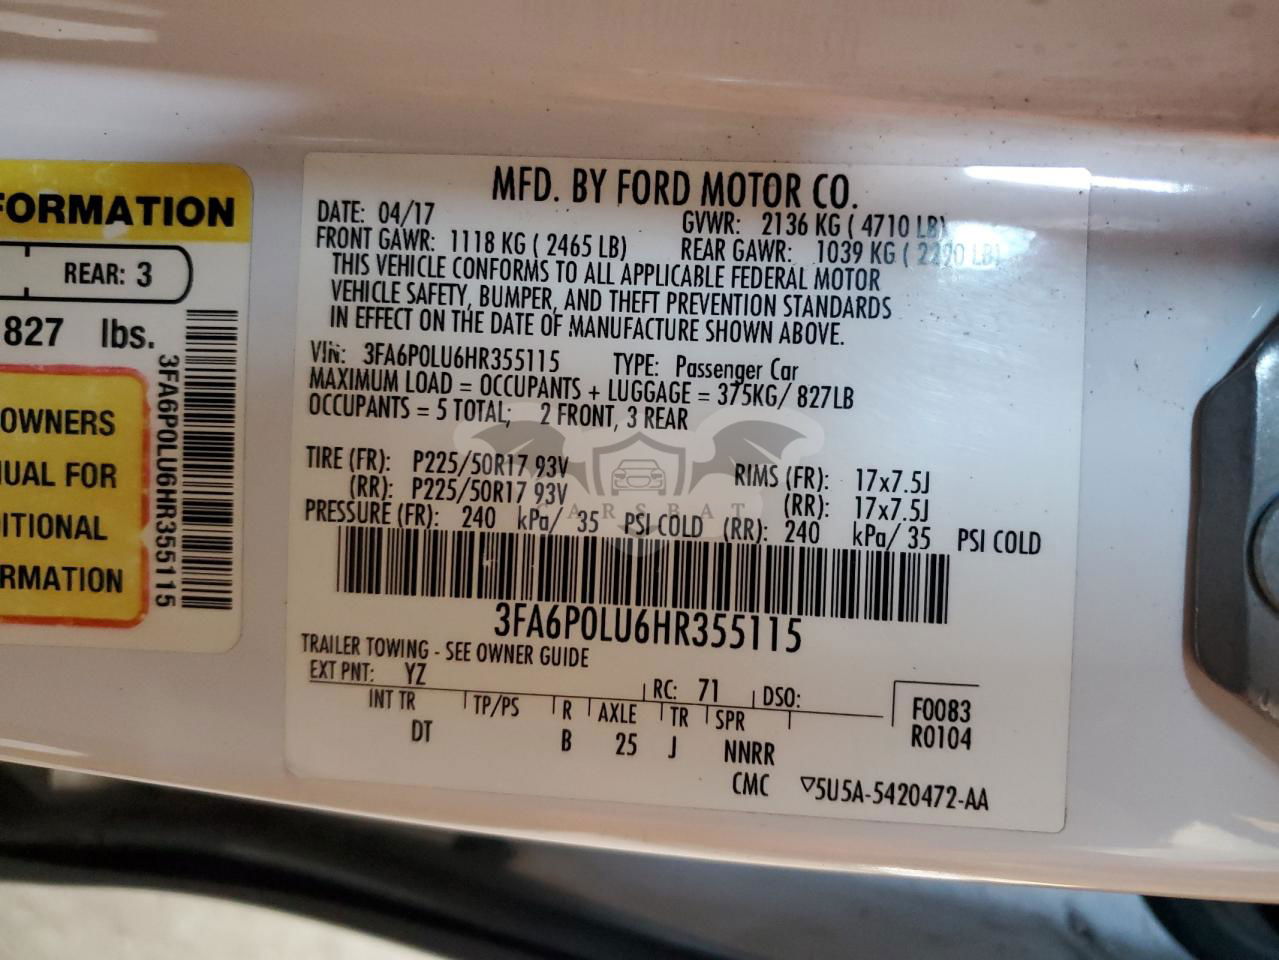 FORMATION
REAR: 3
827 lbs.
OWNERS
UAL FOR
ITIONAL
RMATION
3FA6P0LU6HR355115
MFD. BY FORD MOTOR CO.
DATE: 04/17 GVWR: 2136 KG ( 4710 LB)
FRONT GAWR: 1118 KG ( 2465 LB) REAR GAWR: 1039 KG ( 2290 LB)
THIS VEHICLE CONFORMS TO ALL APPLICABLE FEDERAL MOTOR
VEHICLE SAFETY, BUMPER, AND THEFT PREVENTION STANDARDS
IN EFFECT ON THE DATE OF MANUFACTURE SHOWN ABOVE.
VIN: 3FA6P0LU6HR355115 TYPE: Passenger Car
MAXIMUM LOAD = OCCUPANTS + LUGGAGE = 375KG/ 827LB
OCCUPANTS = 5 TOTAL; 2 FRONT, 3 REAR
TIRE (FR): P225/50R17 93V RIMS (FR): 17x7.5J
(RR): P225/50R17 93V (RR): 17x7.5J
CARSBAT
PRESSURE (FR): 240 kPa/ 35 PSI COLD (RR): 240 kPa/ 35 PSI COLD
3FA6P0LU6HR355115
TRAILER TOWING - SEE OWNER GUIDE
EXT PNT: YZ RC: 71 DSO:
INT TR TP/PS R AXLE TR SPR F0083
DT B 25 J NNRR R0104
CMC ▽5U5A-5420472-AA